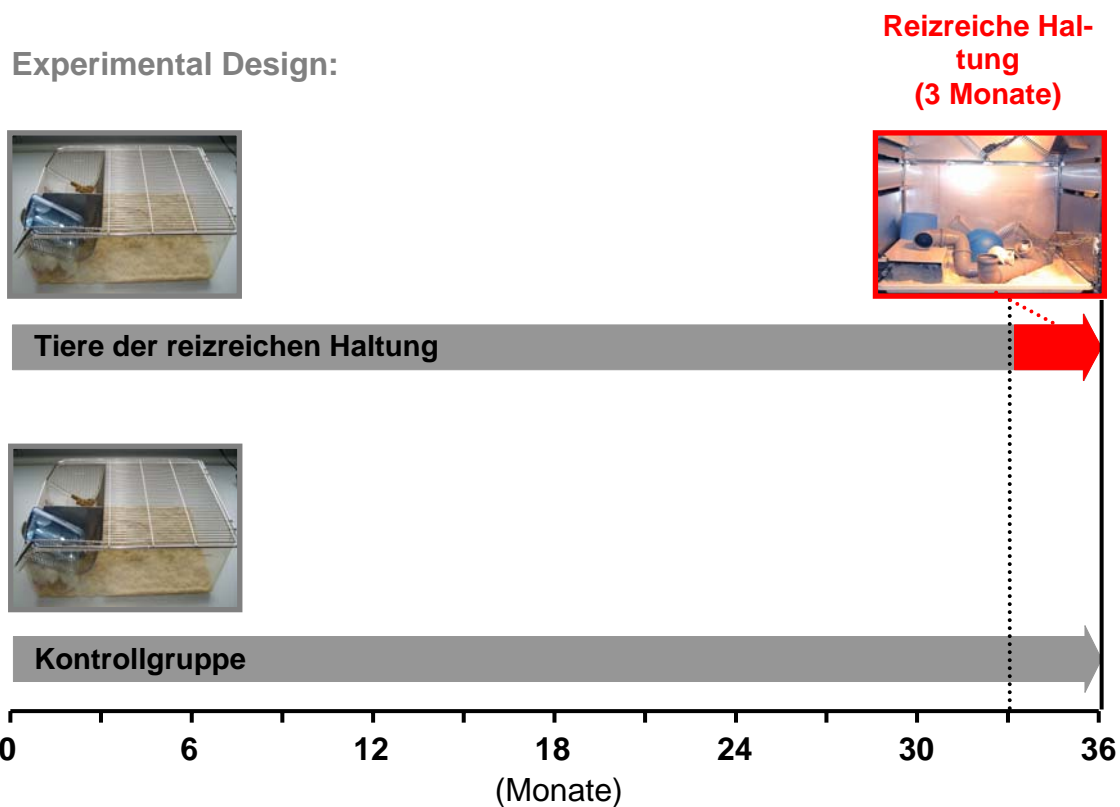 Experimental Design:
Reizreiche Hal-
tung
(3 Monate)
Tiere der reizreichen Haltung
Kontrollgruppe
0 6 12 18 24 30 36
(Monate)